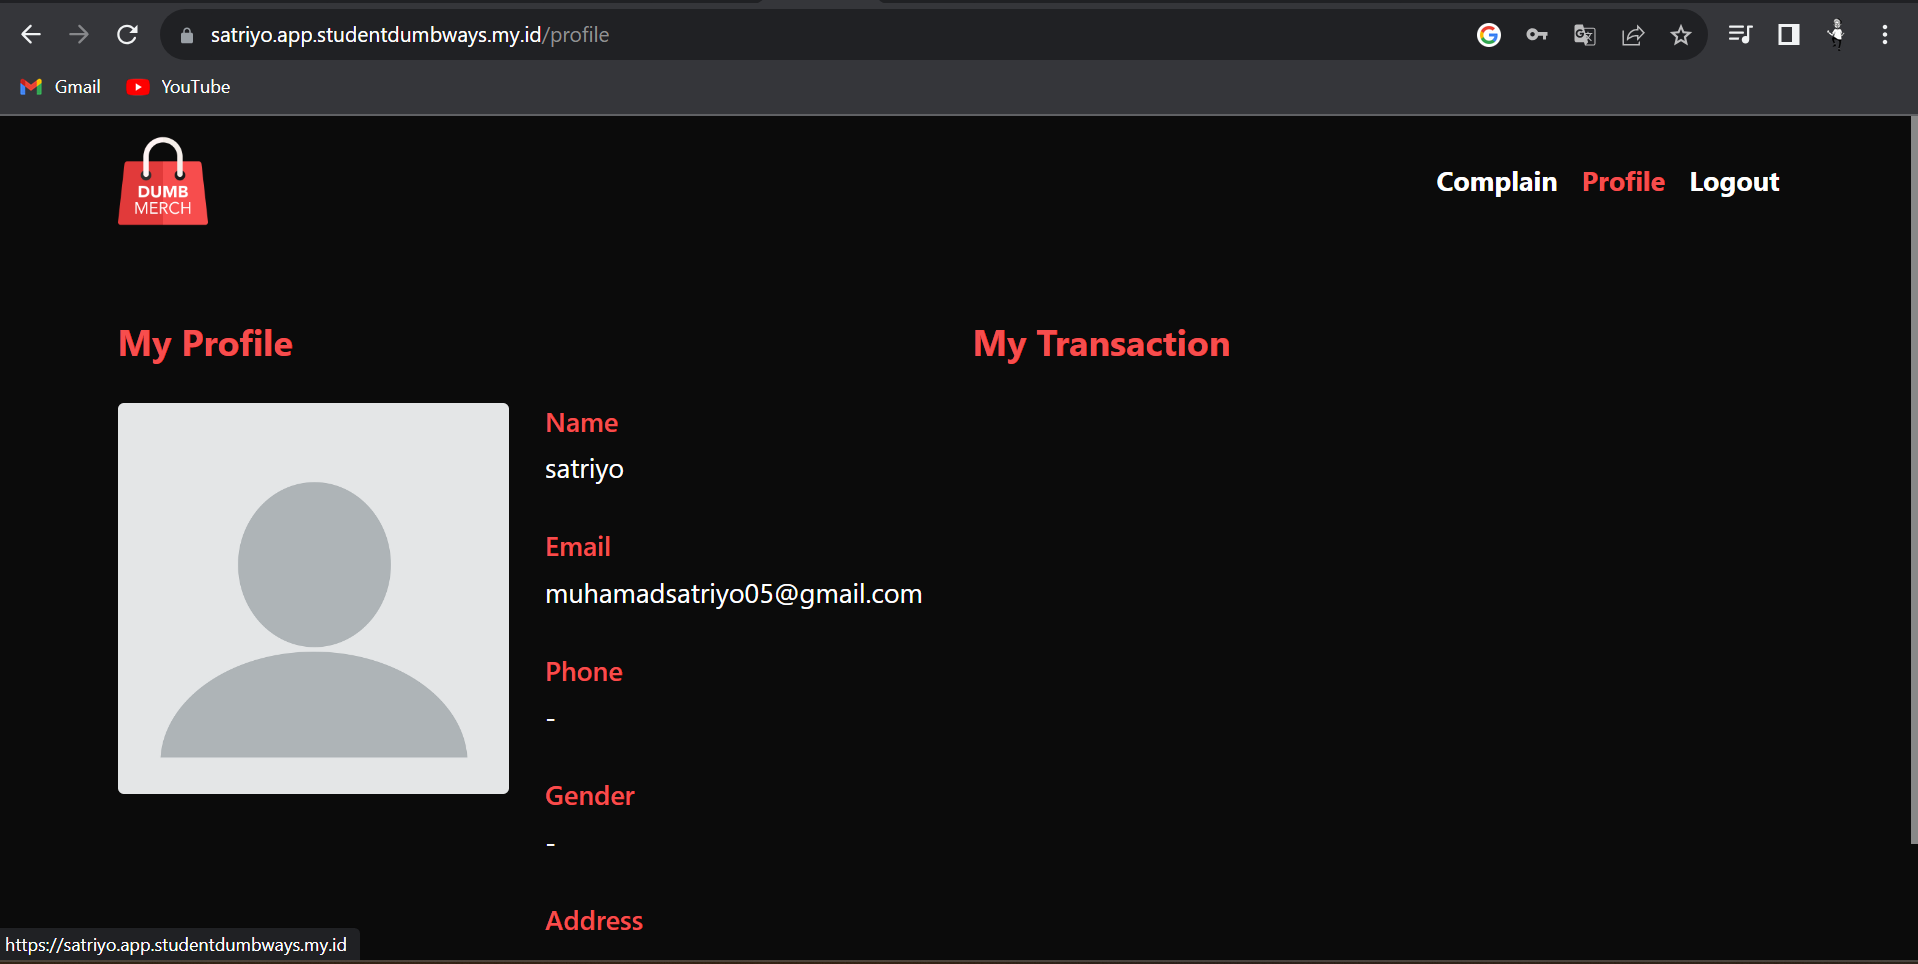 satriyo.app.studentdumbways.my.id/profile
Gmail YouTube
DUMB
MERCH
Complain Profile Logout
My Profile
My Transaction
Name
satriyo
Email
muhamadsatriyo05@gmail.com
Phone
-
Gender
-
Address
https://satriyo.app.studentdumbways.my.id